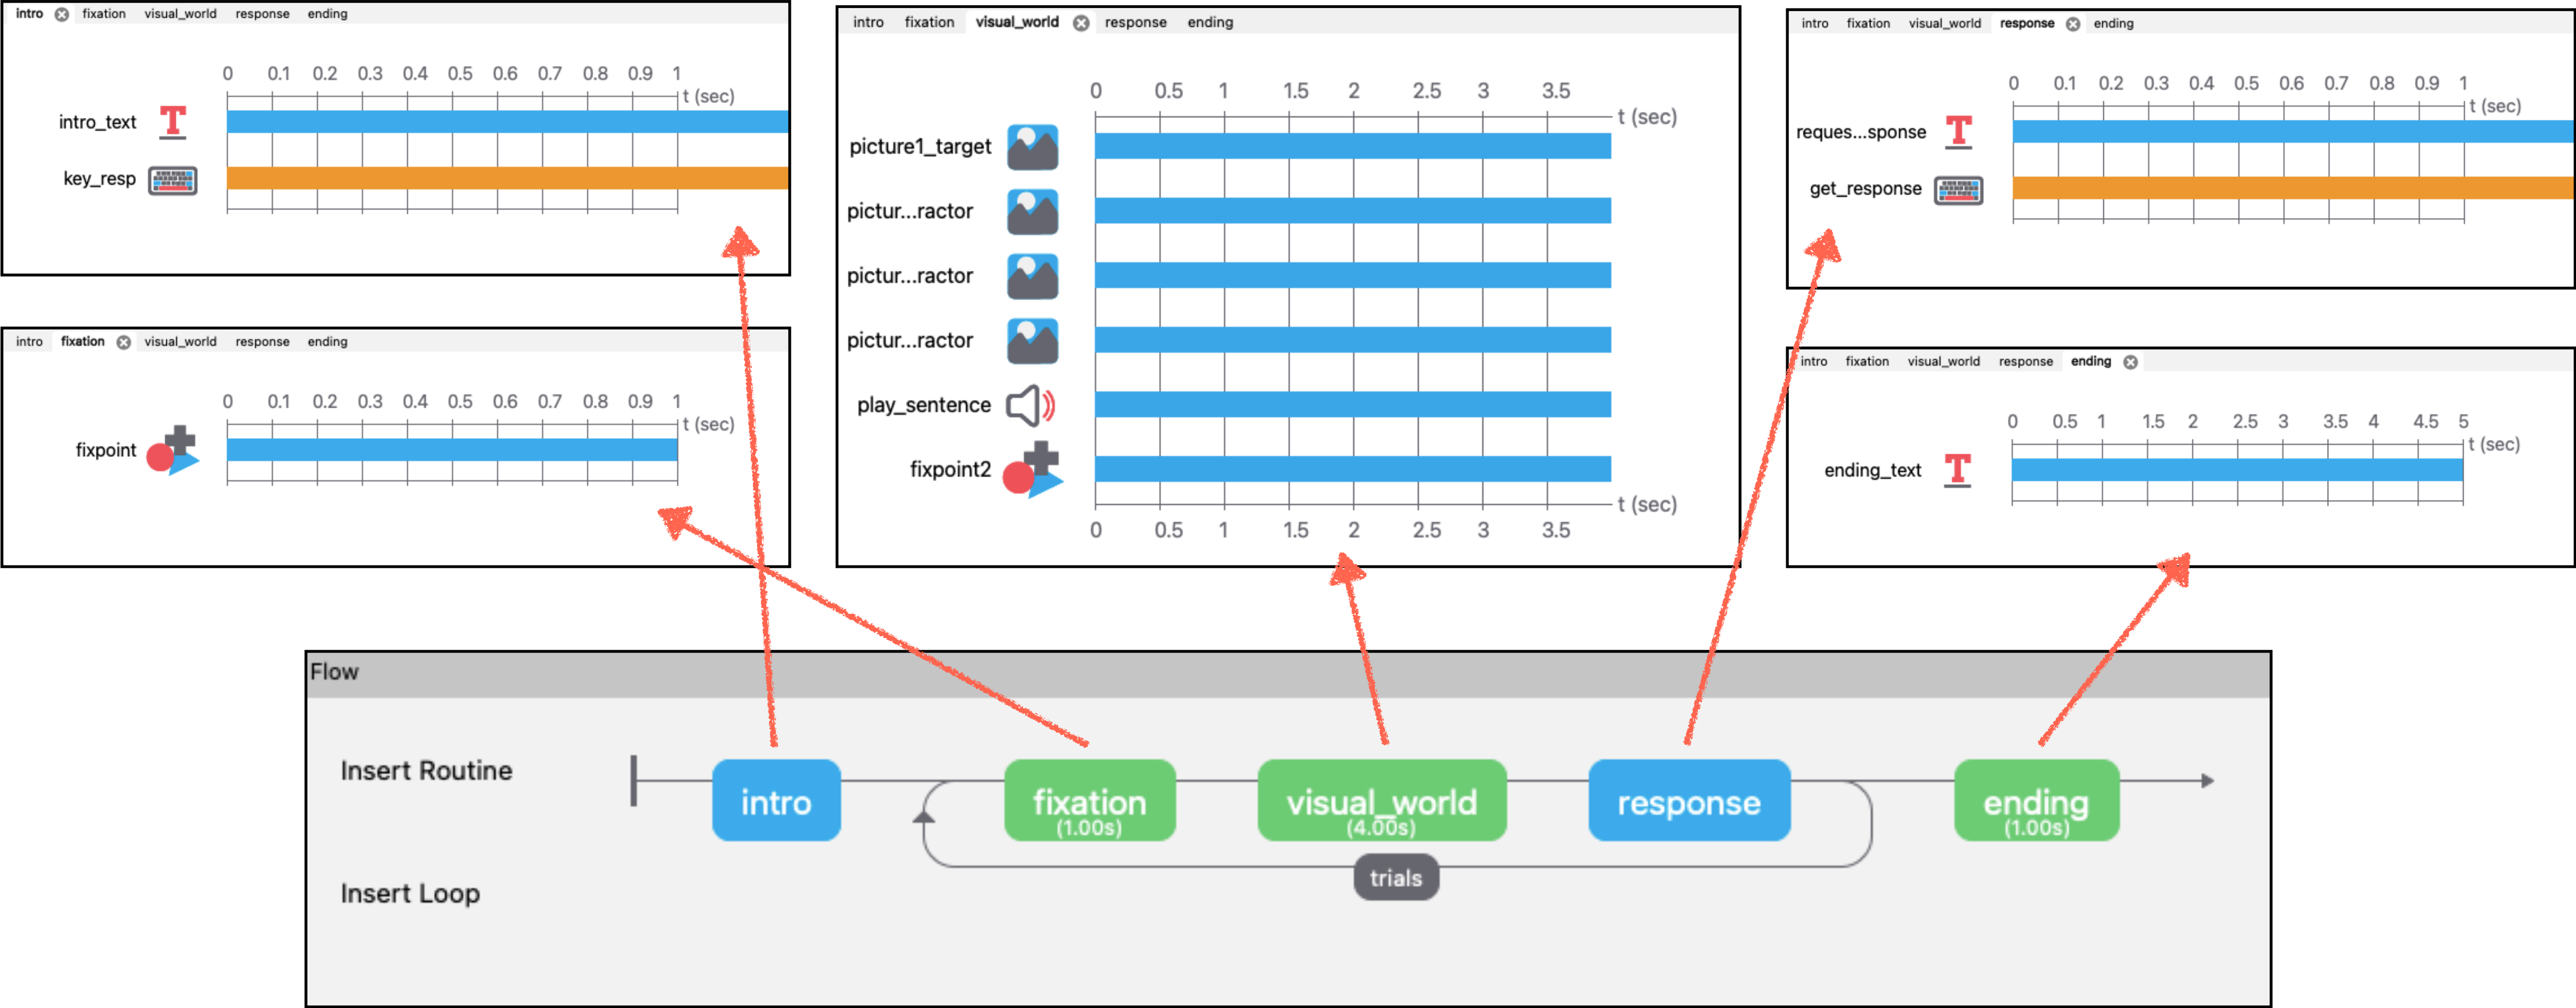 intro fixation visual_world response ending
0 0.1 0.2 0.3 0.4 0.5 0.6 0.7 0.8 0.9 1
t (sec)
intro_text T
key_resp
intro fixation visual_world response ending
0 0.1 0.2 0.3 0.4 0.5 0.6 0.7 0.8 0.9 1
t (sec)
fixpoint
intro fixation visual_world response ending
0 0.5 1 1.5 2 2.5 3 3.5
t (sec)
picture1_target
pictur...ractor
pictur...ractor
pictur...ractor
play_sentence
fixpoint2
t (sec)
0 0.5 1 1.5 2 2.5 3 3.5
intro fixation visual_world response ending
0 0.1 0.2 0.3 0.4 0.5 0.6 0.7 0.8 0.9 1
t (sec)
reques...sponse T
get_response
intro fixation visual_world response ending
0 0.5 1 1.5 2 2.5 3 3.5 4 4.5 5
t (sec)
ending_text T
Flow
Insert Routine
Insert Loop
intro
fixation
(1.00s)
visual_world
(4.00s)
response
ending
(1.00s)
trials